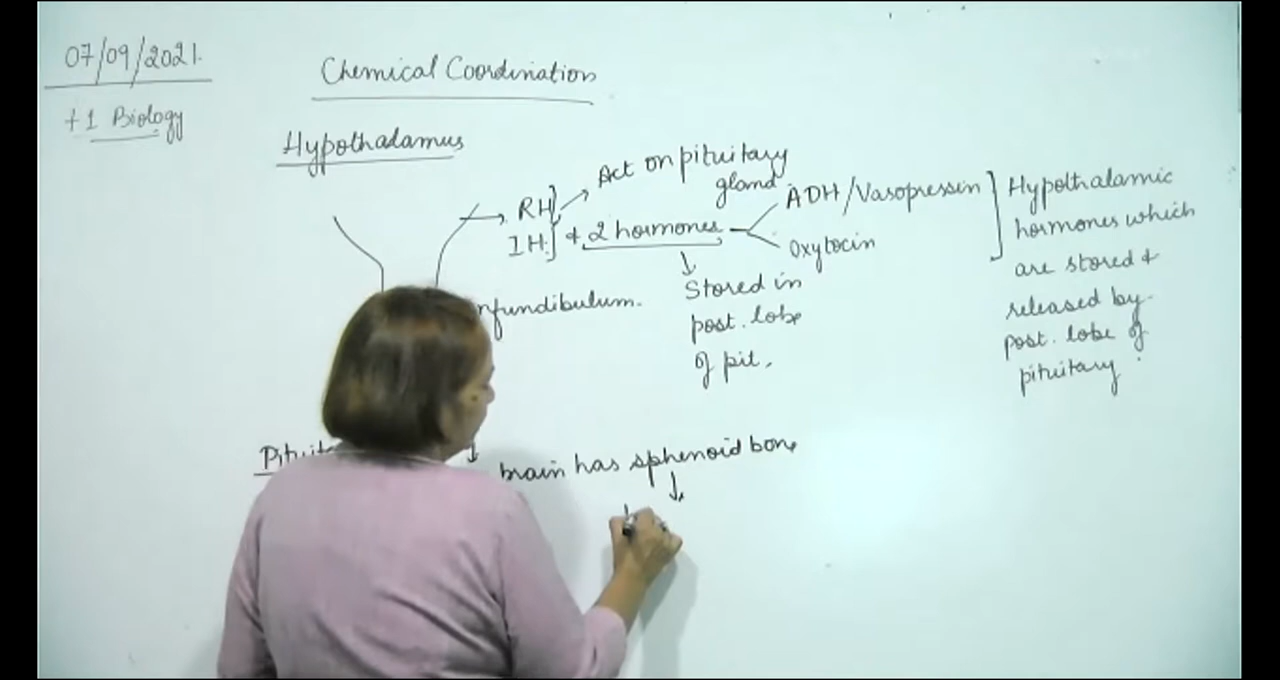 07/09/2021.
+1 Biology
Chemical Coordination
Hypothalamus
RH
IH
Act on pituitary
gland
+ 2 hormones
ADH/Vasopressin
Oxytocin
Stored in
post. lobe
of pit.
Hypothalamic
hormones which
are stored &
released by
post. lobe of
pituitary.
brain has sphenoid bone